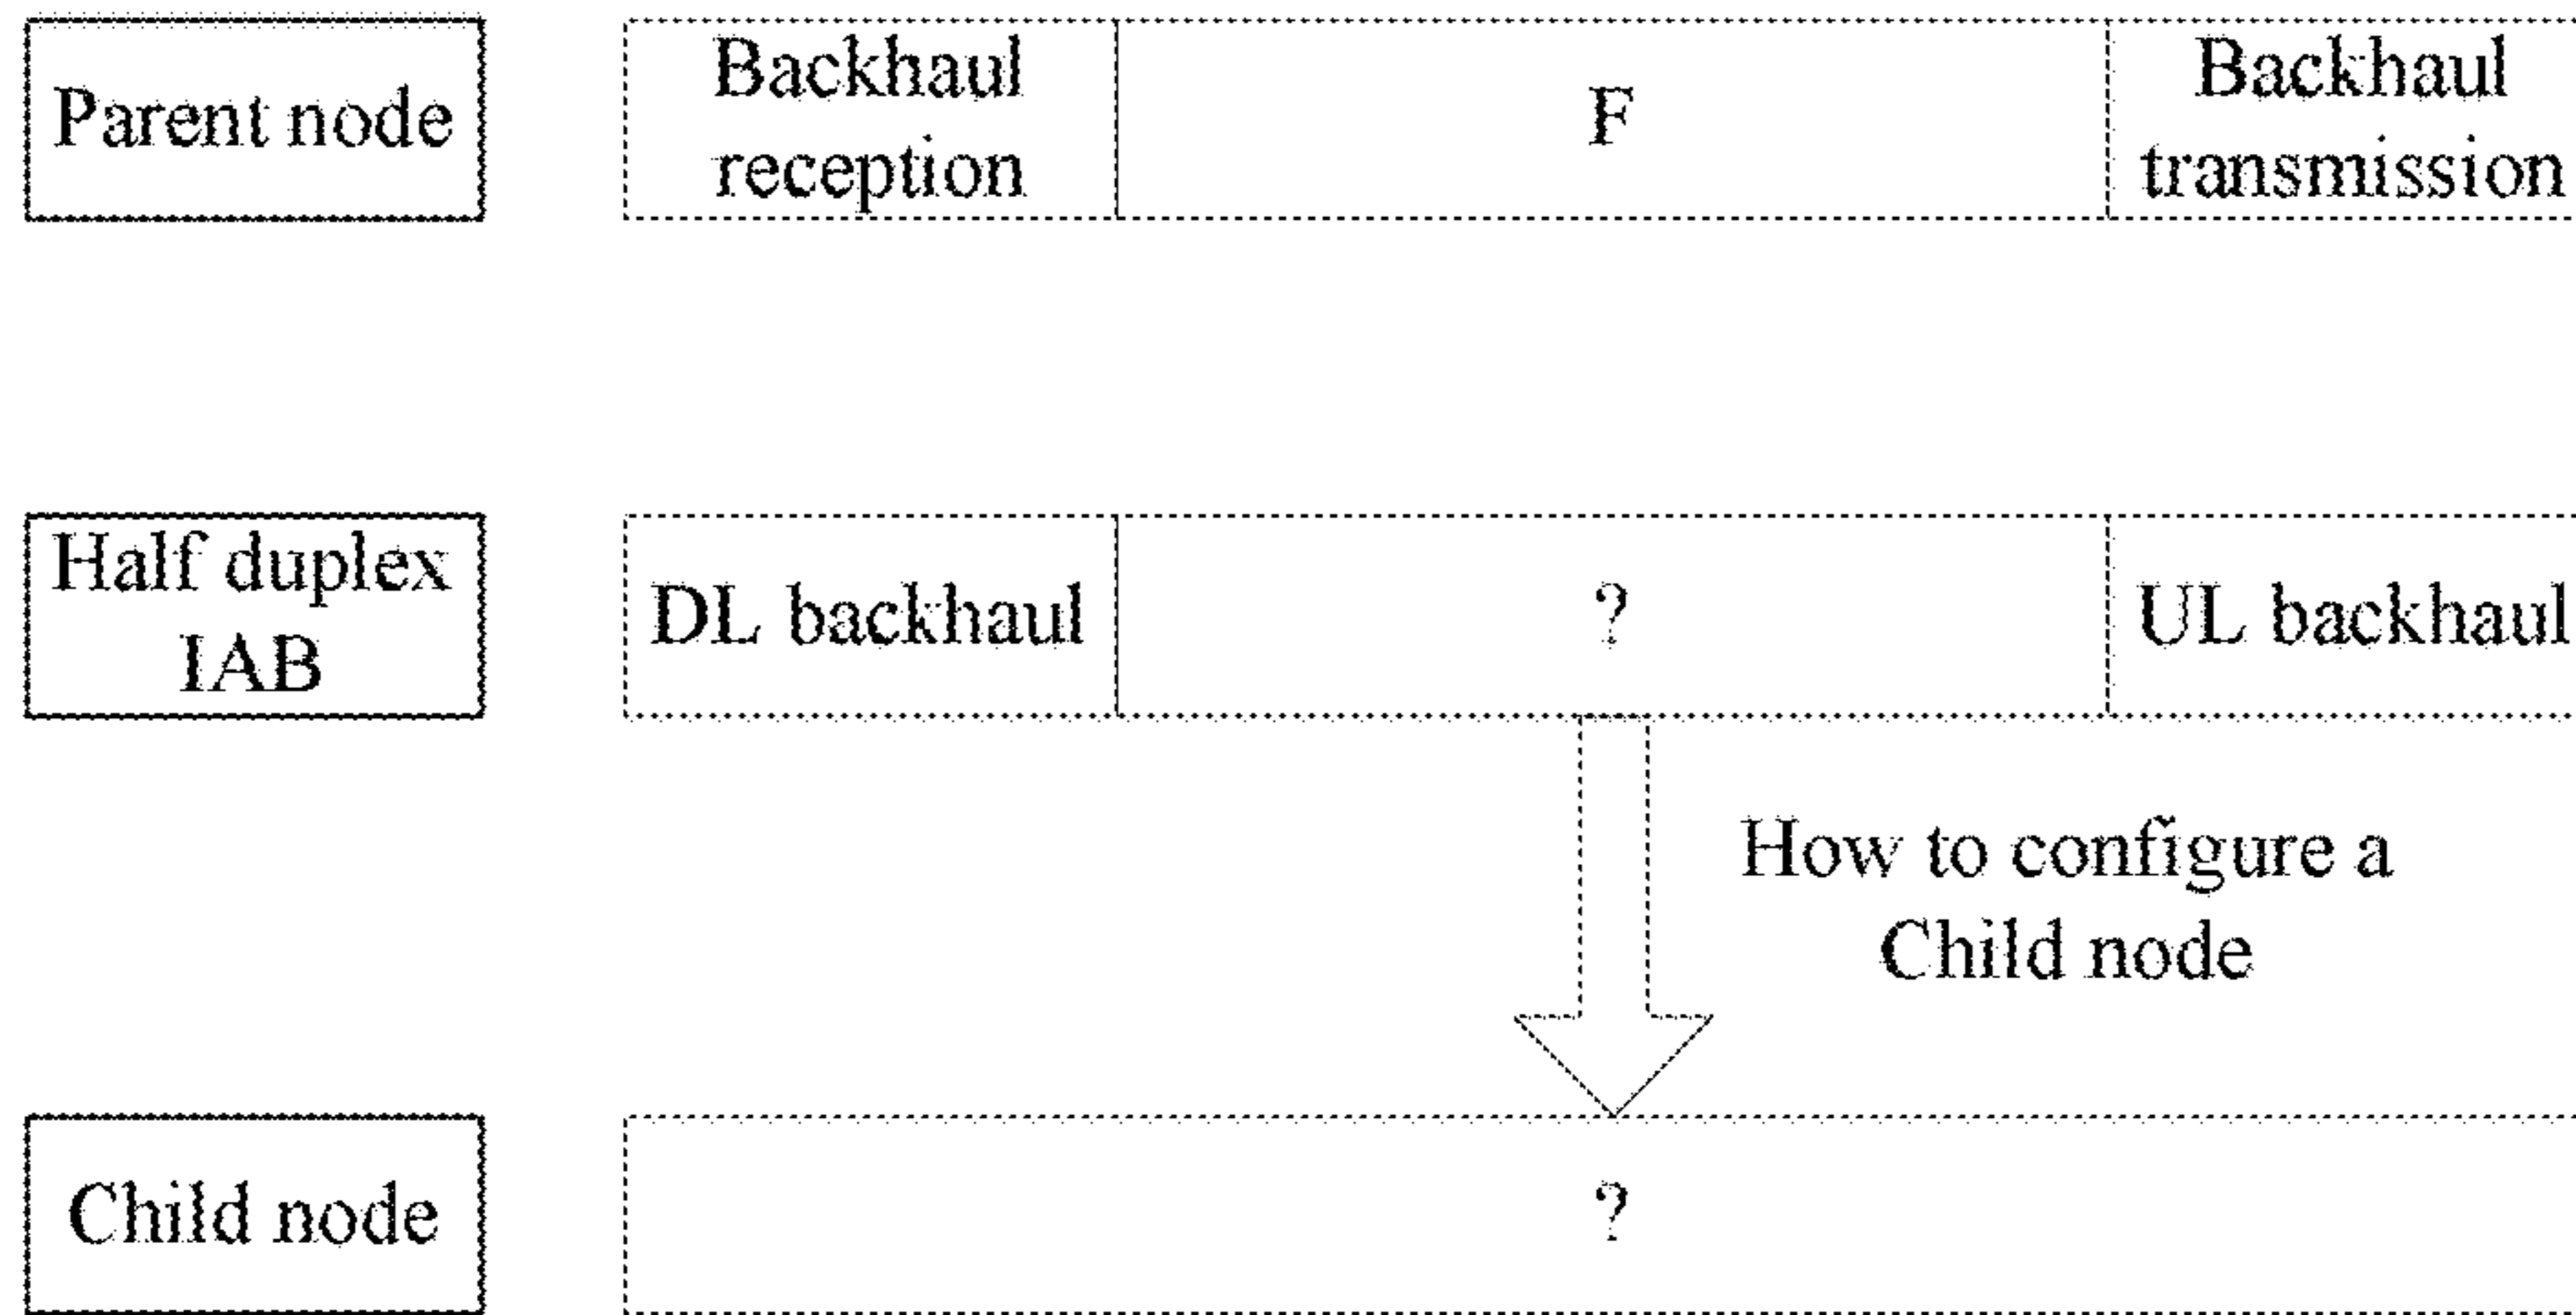 Parent node
Backhaul
reception
F
Backhaul
transmission
Half duplex
IAB
DL backhaul
?
UL backhaul
How to configure a
Child node
Child node
?